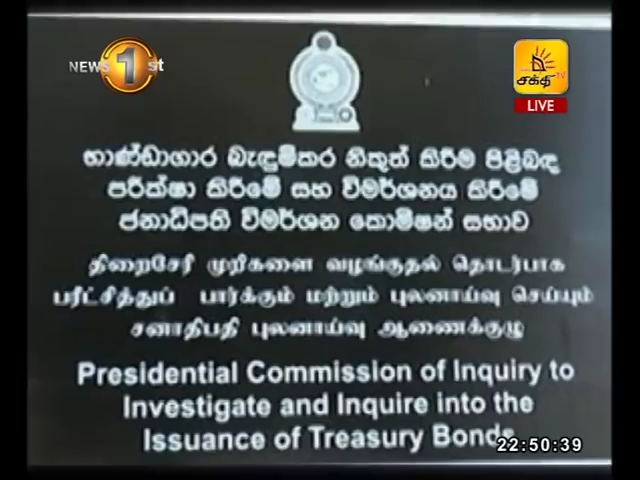 NEWS 1st
சக்தி TV
LIVE
භාණ්ඩාගාර බැඳුම්කර නිකුත් කිරීම පිළිබඳ
පරීක්ෂා කිරීමේ සහ විමර්ශනය කිරීමේ
ජනාධිපති විමර්ශන කොමිෂන් සභාව
திறைசேரி முறிகளை வழங்குதல் தொடர்பாக
பரீட்சித்துப் பார்க்கும் மற்றும் புலனாய்வு செய்யும்
சனாதிபதி புலனாய்வு ஆணைக்குழு
Presidential Commission of Inquiry to
Investigate and Inquire into the
Issuance of Treasury Bonds
22:50:39